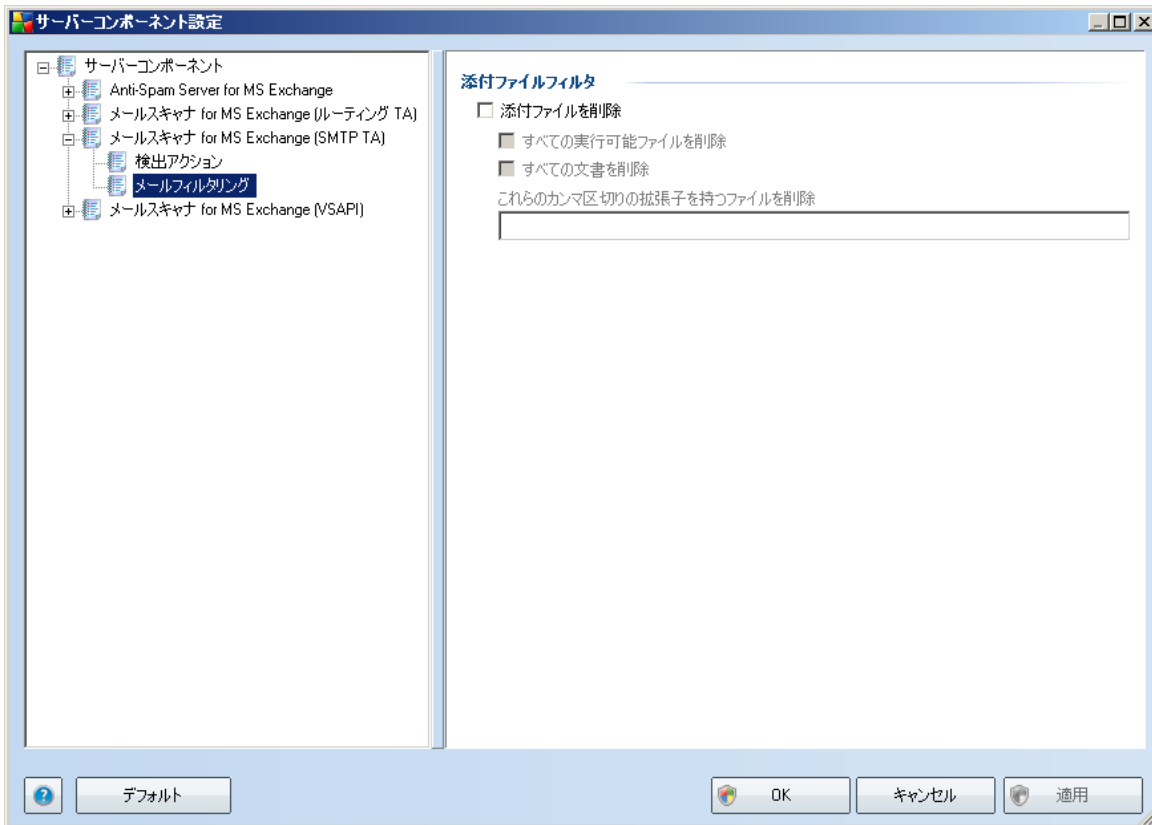 サーバーコンポーネント設定
サーバーコンポーネント
Anti-Spam Server for MS Exchange
メールスキャナ for MS Exchange (ルーティング TA)
メールスキャナ for MS Exchange (SMTP TA)
検出アクション
メールフィルタリング
メールスキャナ for MS Exchange (VSAPI)
添付ファイルフィルタ
添付ファイルを削除
すべての実行可能ファイルを削除
すべての文書を削除
これらのカンマ区切りの拡張子を持つファイルを削除
デフォルト
OK
キャンセル
適用